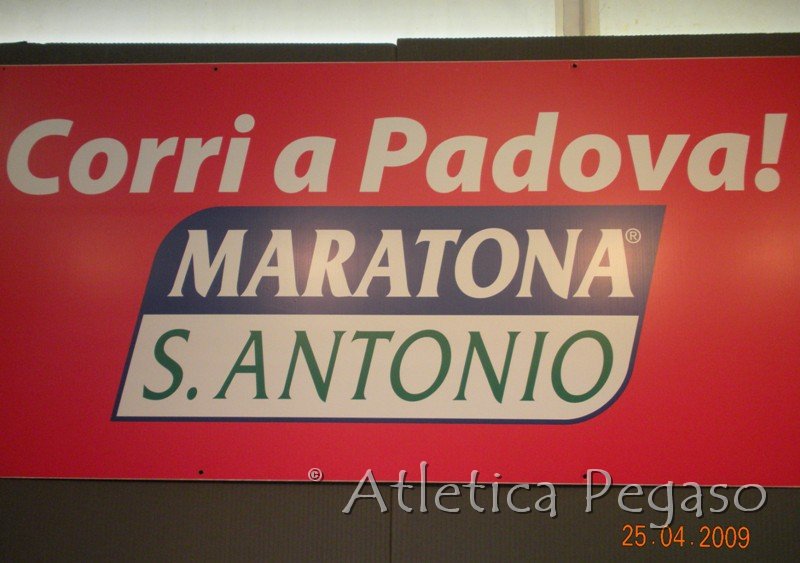 Corri a Padova!
MARATONA®
S. ANTONIO
© Atletica Pegaso
25.04.2009